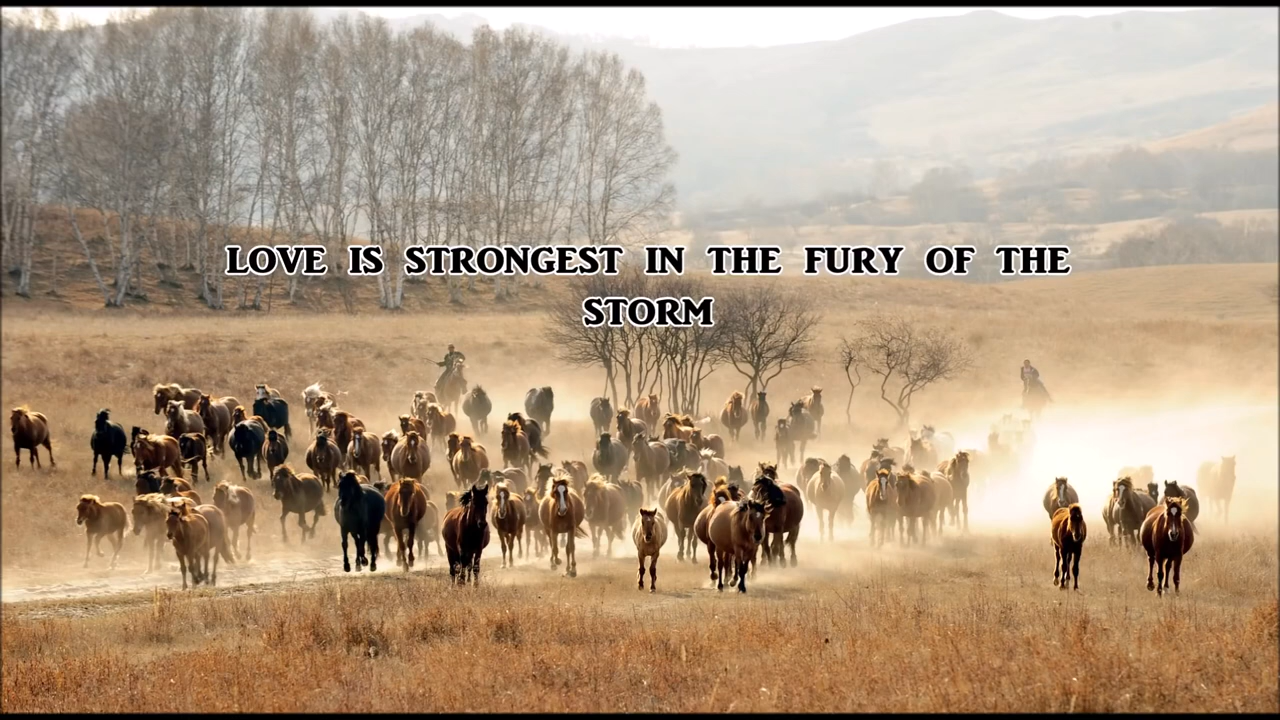 LOVE IS STRONGEST IN THE FURY OF THE
STORM